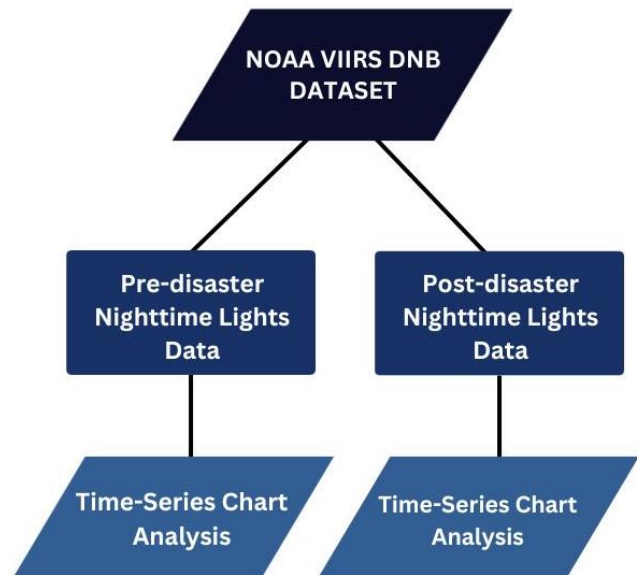 NOAA VIIRS DNB
DATASET
Pre-disaster
Nighttime Lights
Data
Post-disaster
Nighttime Lights
Data
Time-Series Chart
Analysis
Time-Series Chart
Analysis